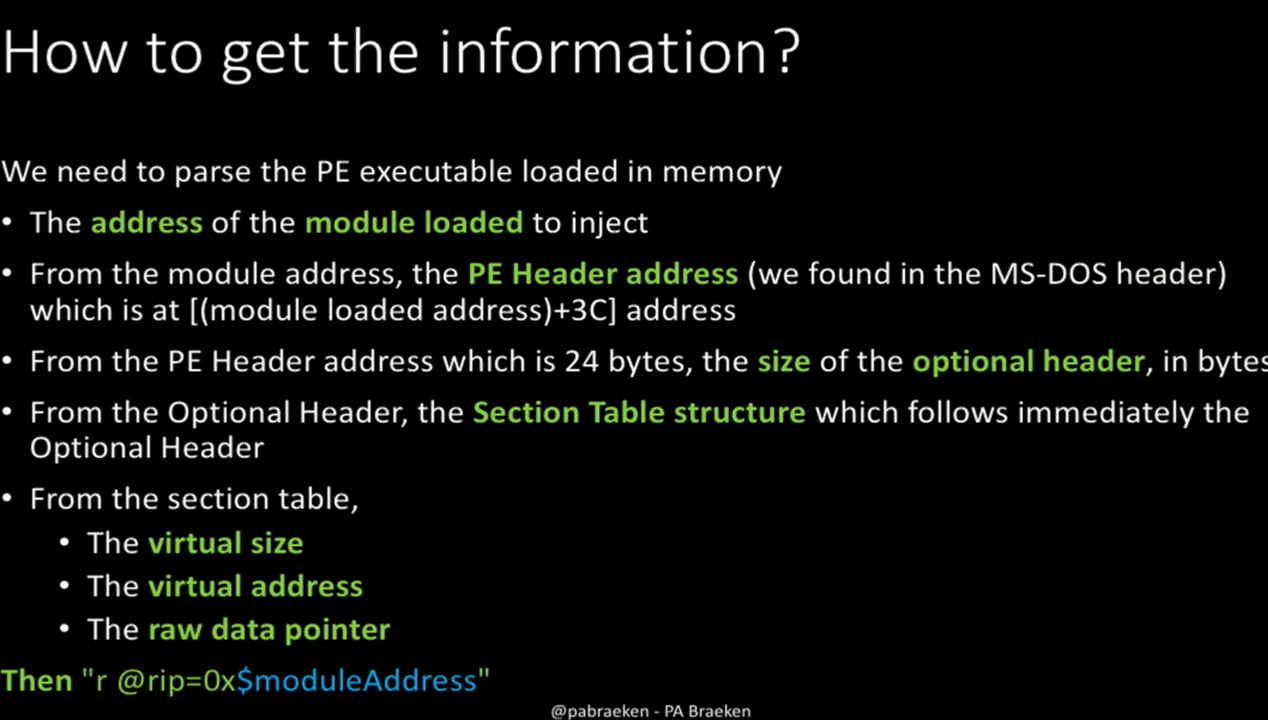 How to get the information?
We need to parse the PE executable loaded in memory
• The address of the module loaded to inject
• From the module address, the PE Header address (we found in the MS-DOS header)
which is at [(module loaded address)+3C] address
• From the PE Header address which is 24 bytes, the size of the optional header, in bytes
• From the Optional Header, the Section Table structure which follows immediately the
Optional Header
• From the section table,
• The virtual size
• The virtual address
• The raw data pointer
Then "r @rip=0x$moduleAddress"
@pabraeken - PA Braeken